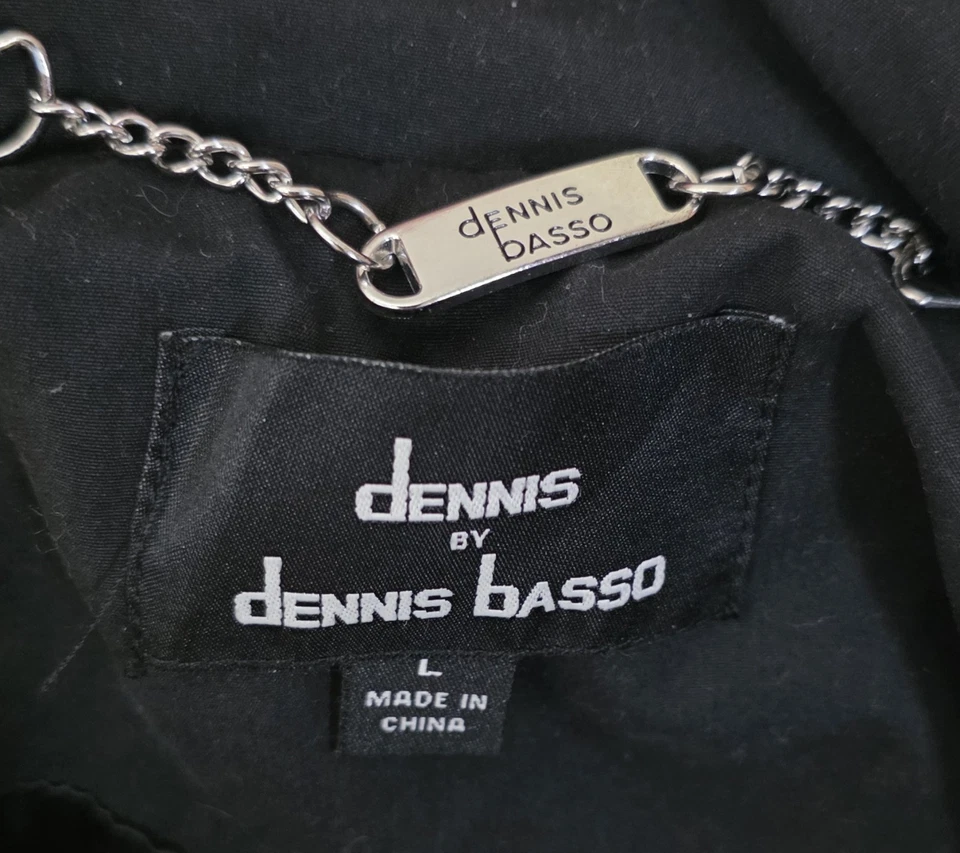 dENNIS
bASSO
dENNIS
BY
dENNIS bASSO
L
MADE IN
CHINA